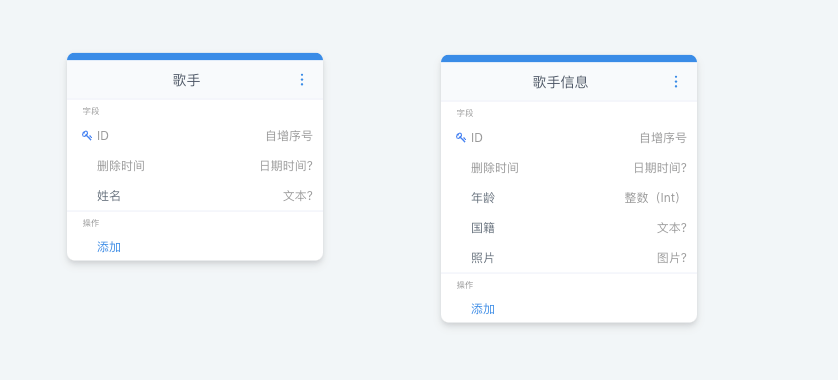 歌手
字段
ID 自增序号
删除时间 日期时间?
姓名 文本?
操作
添加
歌手信息
字段
ID 自增序号
删除时间 日期时间?
年龄 整数（Int）
国籍 文本?
照片 图片?
操作
添加